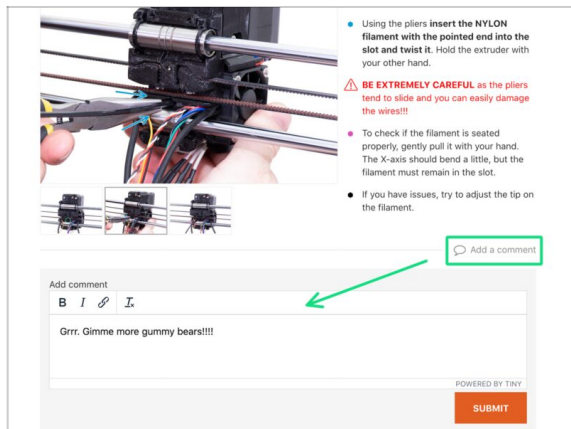 Using the pliers insert the NYLON
filament with the pointed end into the
slot and twist it. Hold the extruder with
your other hand.
BE EXTREMELY CAREFUL as the pliers
tend to slide and you can easily damage
the wires!!!
To check if the filament is seated
properly, gently pull it with your hand.
The X-axis should bend a little, but the
filament must remain in the slot.
If you have issues, try to adjust the tip on
the filament.
Add a comment
Add comment
B I Tx
Grrr. Gimme more gummy bears!!!!
POWERED BY TINY
SUBMIT